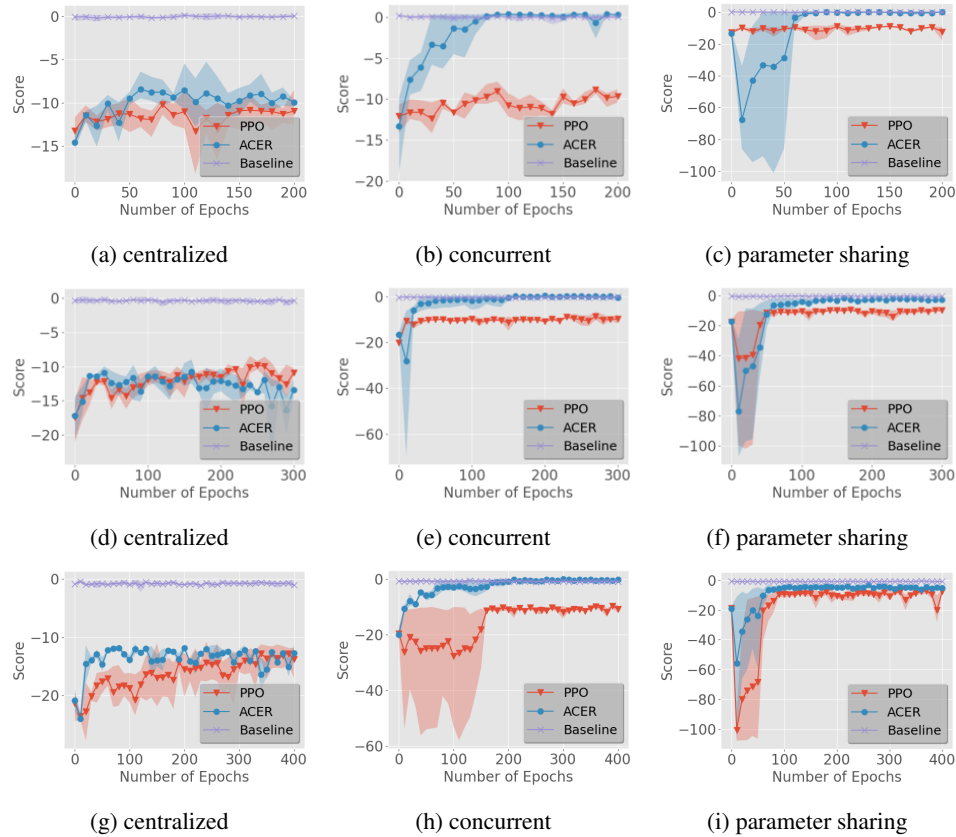 0
−5
−10
−15
Score
0 50 100 150 200
Number of Epochs
PPO
ACER
Baseline
(a) centralized
0
−5
−10
−15
−20
Score
0 50 100 150 200
Number of Epochs
PPO
ACER
Baseline
(b) concurrent
0
−20
−40
−60
−80
−100
Score
0 50 100 150 200
Number of Epochs
PPO
ACER
Baseline
(c) parameter sharing
0
−5
−10
−15
−20
Score
0 100 200 300
Number of Epochs
PPO
ACER
Baseline
(d) centralized
0
−20
−40
−60
Score
0 100 200 300
Number of Epochs
PPO
ACER
Baseline
(e) concurrent
0
−20
−40
−60
−80
−100
Score
0 100 200 300
Number of Epochs
PPO
ACER
Baseline
(f) parameter sharing
0
−10
−20
Score
0 100 200 300 400
Number of Epochs
PPO
ACER
Baseline
(g) centralized
0
−20
−40
−60
Score
0 100 200 300 400
Number of Epochs
PPO
ACER
Baseline
(h) concurrent
0
−20
−40
−60
−80
−100
Score
0 100 200 300 400
Number of Epochs
PPO
ACER
Baseline
(i) parameter sharing